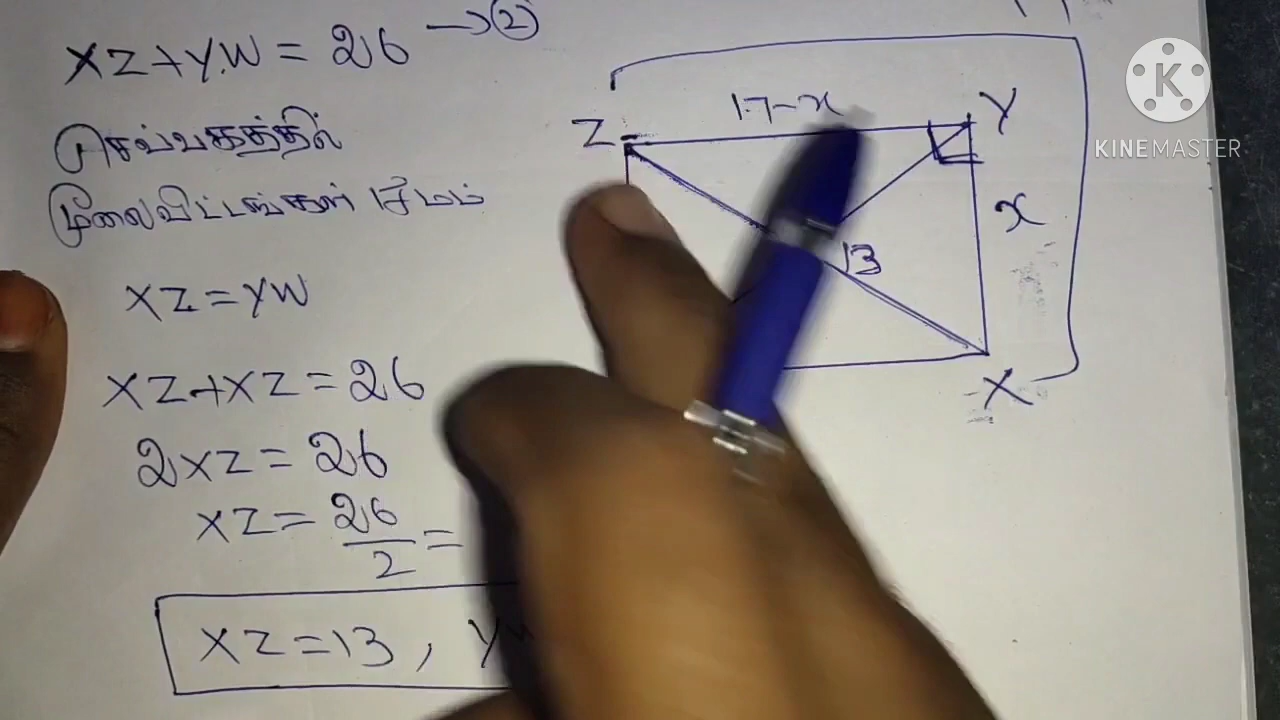 XZ+YW = 26 → ②
செவ்வகத்தில்
மூலைவிட்டங்கள் சமம்
XZ = YW
XZ+XZ = 26
2XZ = 26
XZ = 26/2 =
XZ = 13 , YW
17-x
Z
Y
x
13
X
K
KINEMASTER